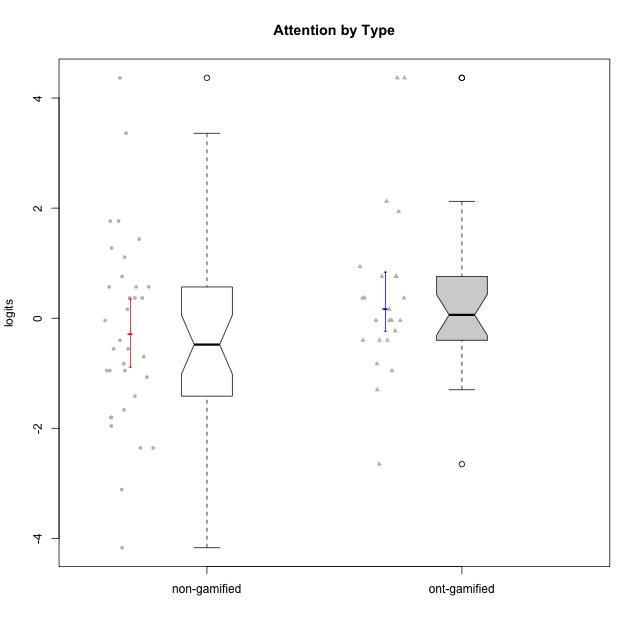 Attention by Type
4
2
0
-2
-4
logits
non-gamified
ont-gamified